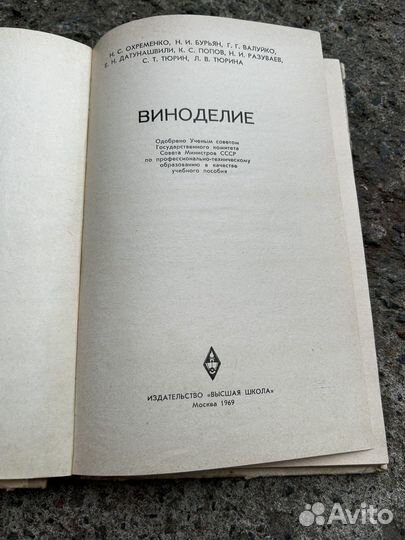 Н. С. ОХРЕМЕНКО, Н. И. БУРЬЯН, Г. Г. ВАЛУЙКО,
Е. Н. ДАТУНАШВИЛИ, К. С. ПОПОВ, Н. И. РАЗУВАЕВ,
С. Т. ТЮРИН, Л. В. ТЮРИНА
ВИНОДЕЛИЕ
Одобрено Ученым советом
Государственного комитета
Совета Министров СССР
по профессионально-техническому
образованию в качестве
учебного пособия
ИЗДАТЕЛЬСТВО «ВЫСШАЯ ШКОЛА»
Москва 1969
Avito